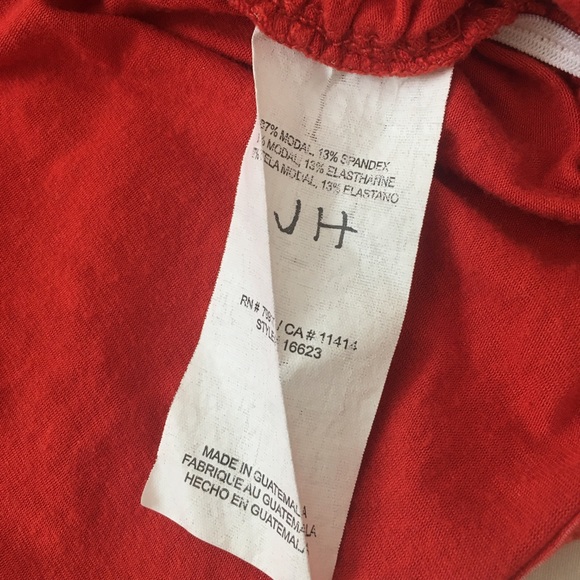 87% MODAL, 13% SPANDEX
% MODAL, 13% ELASTHANNE
TELA MODAL, 13% ELASTANO
JH
RN # / CA # 11414
STYLE 16623
MADE IN GUATEMALA
FABRIQUE AU GUATEMALA
HECHO EN GUATEMALA